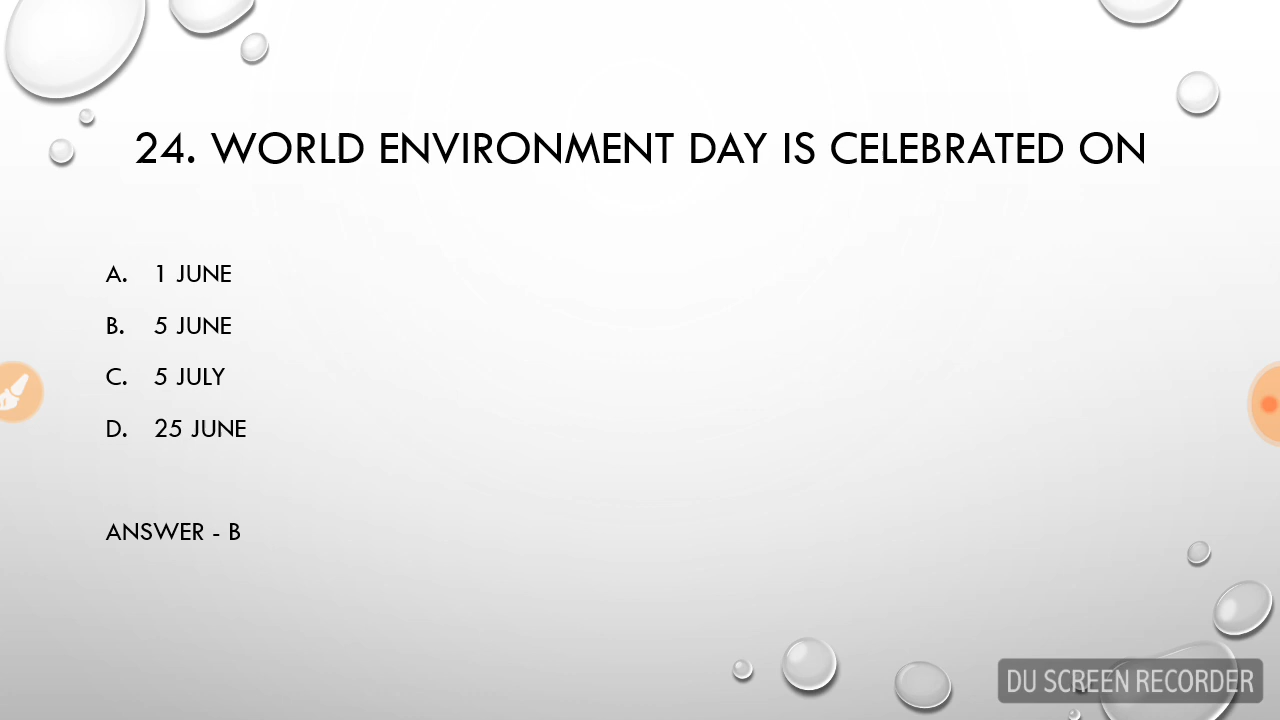 24. WORLD ENVIRONMENT DAY IS CELEBRATED ON
A. 1 JUNE
B. 5 JUNE
C. 5 JULY
D. 25 JUNE
ANSWER - B
DU SCREEN RECORDER